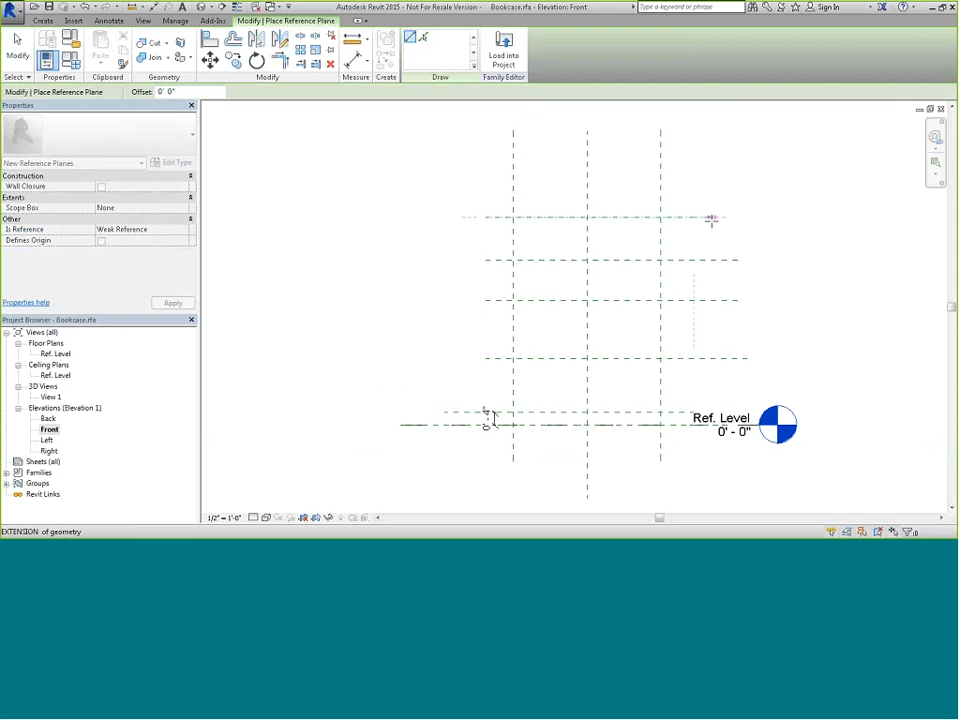 Autodesk Revit 2015 - Not For Resale Version - Bookcase.rfa - Elevation: Front
Type a keyword or phrase
Sign In
Create Insert Annotate View Manage Add-Ins Modify | Place Reference Plane
Modify
Paste
Cut
Join
Load into
Project
Select Properties Clipboard Geometry Modify Measure Create Draw Family Editor
Modify | Place Reference Plane Offset: 0' 0"
Properties
New Reference Planes Edit Type
Construction
Wall Closure
Extents
Scope Box None
Other
Is Reference Weak Reference
Defines Origin
Properties help Apply
Project Browser - Bookcase.rfa
Views (all)
Floor Plans
Ref. Level
Ceiling Plans
Ref. Level
3D Views
View 1
Elevations (Elevation 1)
Back
Front
Left
Right
Sheets (all)
Families
Groups
Revit Links
0' - 4"
Ref. Level
0' - 0"
1/2" = 1'-0"
EXTENSION of geometry
:0